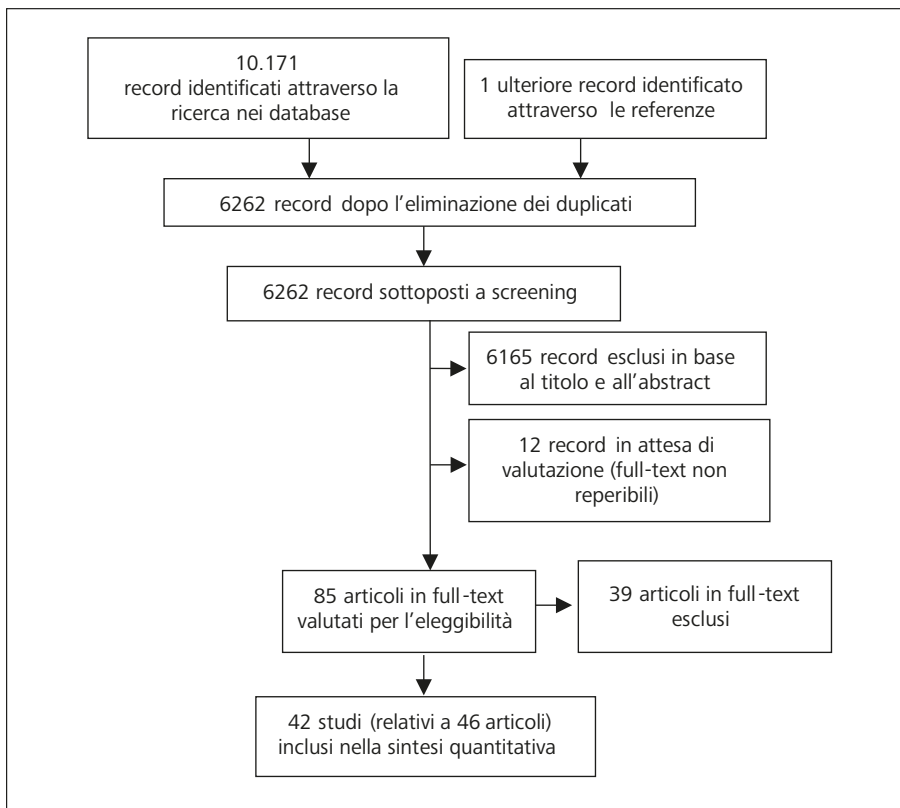 10.171
record identificati attraverso la
ricerca nei database
1 ulteriore record identificato
attraverso le referenze
6262 record dopo l'eliminazione dei duplicati
6262 record sottoposti a screening
6165 record esclusi in base
al titolo e all'abstract
12 record in attesa di
valutazione (full-text non
reperibili)
85 articoli in full-text
valutati per l'eleggibilità
39 articoli in full-text
esclusi
42 studi (relativi a 46 articoli)
inclusi nella sintesi quantitativa